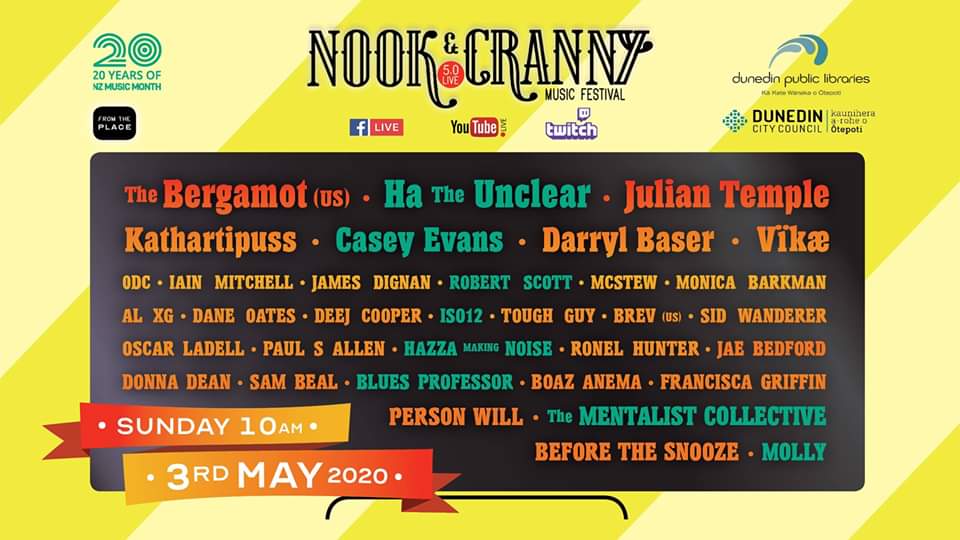 20
20 YEARS OF
NZ MUSIC MONTH
FROM THE
PLACE
NOOK & CRANNY
5.0
LIVE
MUSIC FESTIVAL
f LIVE
YouTube LIVE
twitch
dunedin public libraries
Kā Kete Wānaka o Ōtepoti
DUNEDIN
CITY COUNCIL
kaunihera
a-rohe o
Ōtepoti
The Bergamot (US) • Ha The Unclear • Julian Temple
Kathartipuss • Casey Evans • Darryl Baser • Vïkæ
ODC • IAIN MITCHELL • JAMES DIGNAN • ROBERT SCOTT • MCSTEW • MONICA BARKMAN
AL XG • DANE OATES • DEEJ COOPER • ISO12 • TOUGH GUY • BREV (US) • SID WANDERER
OSCAR LADELL • PAUL S ALLEN • HAZZA MAKING NOISE • RONEL HUNTER • JAE BEDFORD
DONNA DEAN • SAM BEAL • BLUES PROFESSOR • BOAZ ANEMA • FRANCISCA GRIFFIN
PERSON WILL • The MENTALIST COLLECTIVE
BEFORE THE SNOOZE • MOLLY
• SUNDAY 10AM •
• 3RD MAY 2020 •